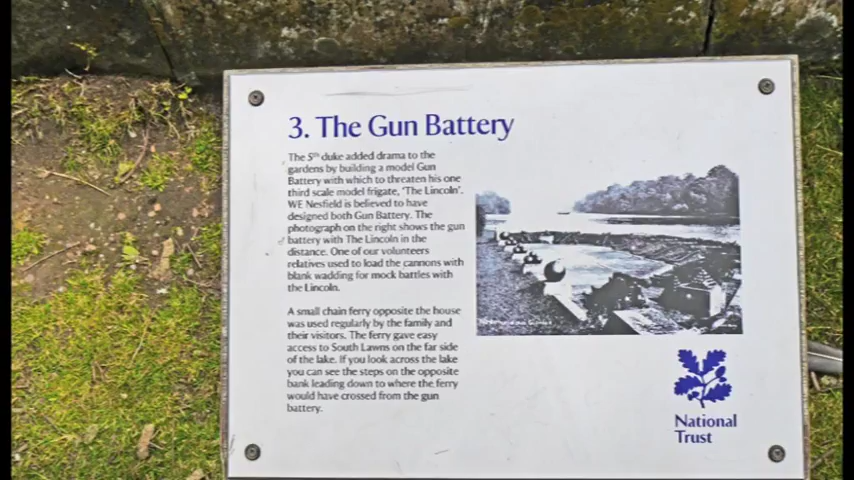 3. The Gun Battery
The 5th duke added drama to the
gardens by building a model Gun
Battery with which to threaten his one
third scale model frigate, 'The Lincoln'.
WE Nesfield is believed to have
designed both Gun Battery. The
photograph on the right shows the gun
battery with The Lincoln in the
distance. One of our volunteers
relatives used to load the cannons with
blank wadding for mock battles with
the Lincoln.
A small chain ferry opposite the house
was used regularly by the family and
their visitors. The ferry gave easy
access to South Lawns on the far side
of the lake. If you look across the lake
you can see the steps on the opposite
bank leading down to where the ferry
would have crossed from the gun
battery.
National
Trust